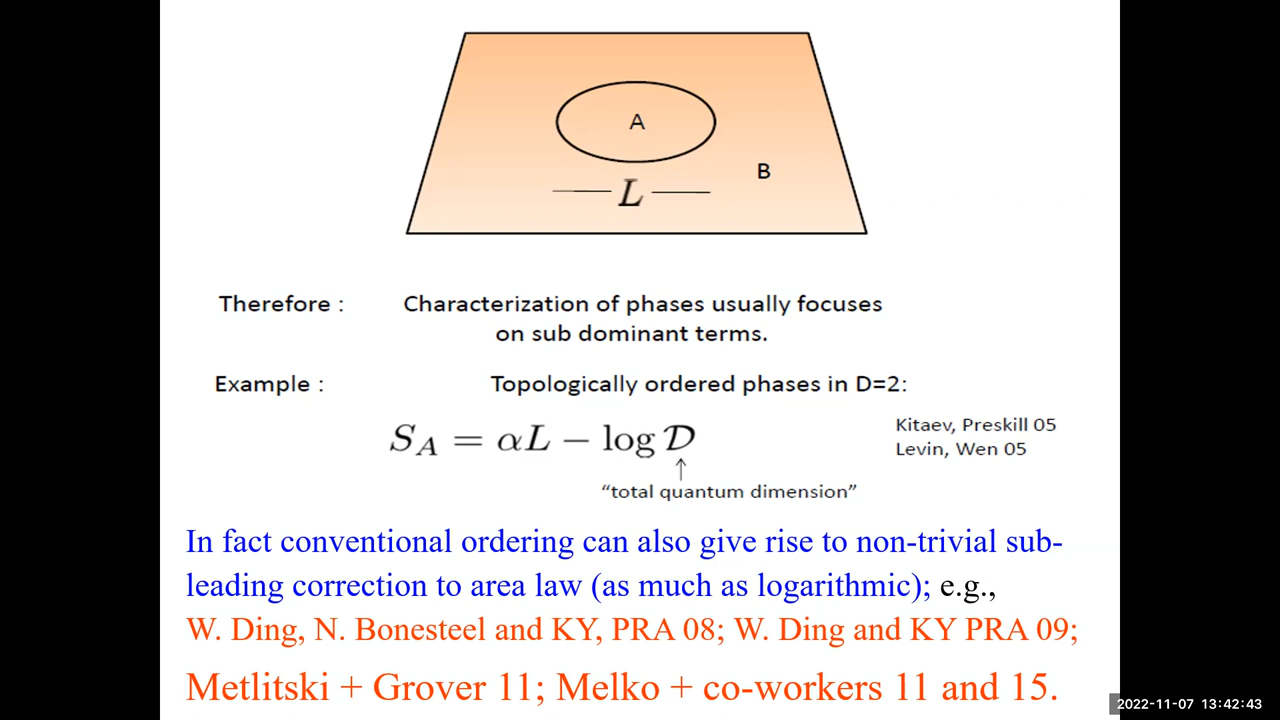 A
B
L
Therefore : Characterization of phases usually focuses
on sub dominant terms.
Example : Topologically ordered phases in D=2:
S_A = αL − log 𝒟
Kitaev, Preskill 05
Levin, Wen 05
↑
“total quantum dimension”
In fact conventional ordering can also give rise to non-trivial sub-
leading correction to area law (as much as logarithmic); e.g.,
W. Ding, N. Bonesteel and KY, PRA 08; W. Ding and KY PRA 09;
Metlitski + Grover 11; Melko + co-workers 11 and 15.
2022-11-07 13:42:43